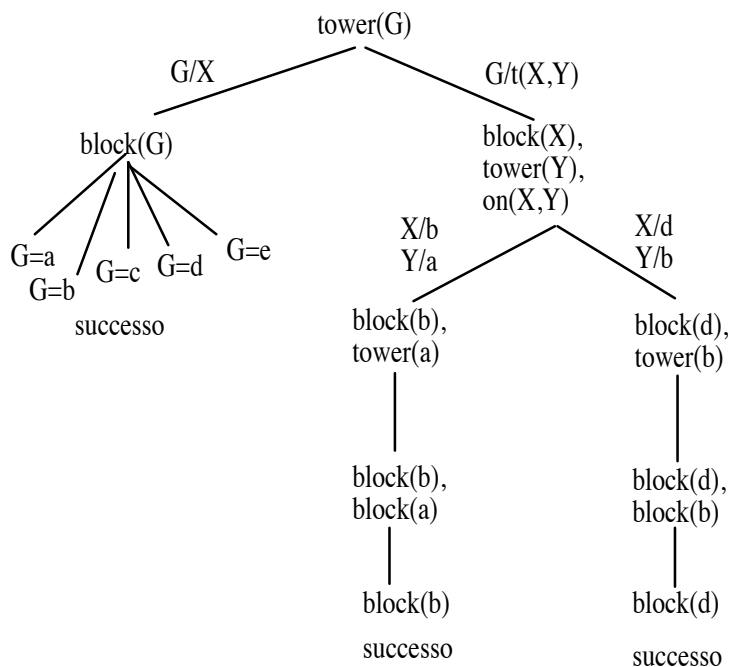 tower(G)
G/X
G/t(X,Y)
block(G)
block(X),
tower(Y),
on(X,Y)
G=a
G=b
G=c
G=d
G=e
successo
X/b
Y/a
X/d
Y/b
block(b),
tower(a)
block(d),
tower(b)
block(b),
block(a)
block(d),
block(b)
block(b)
block(d)
successo
successo